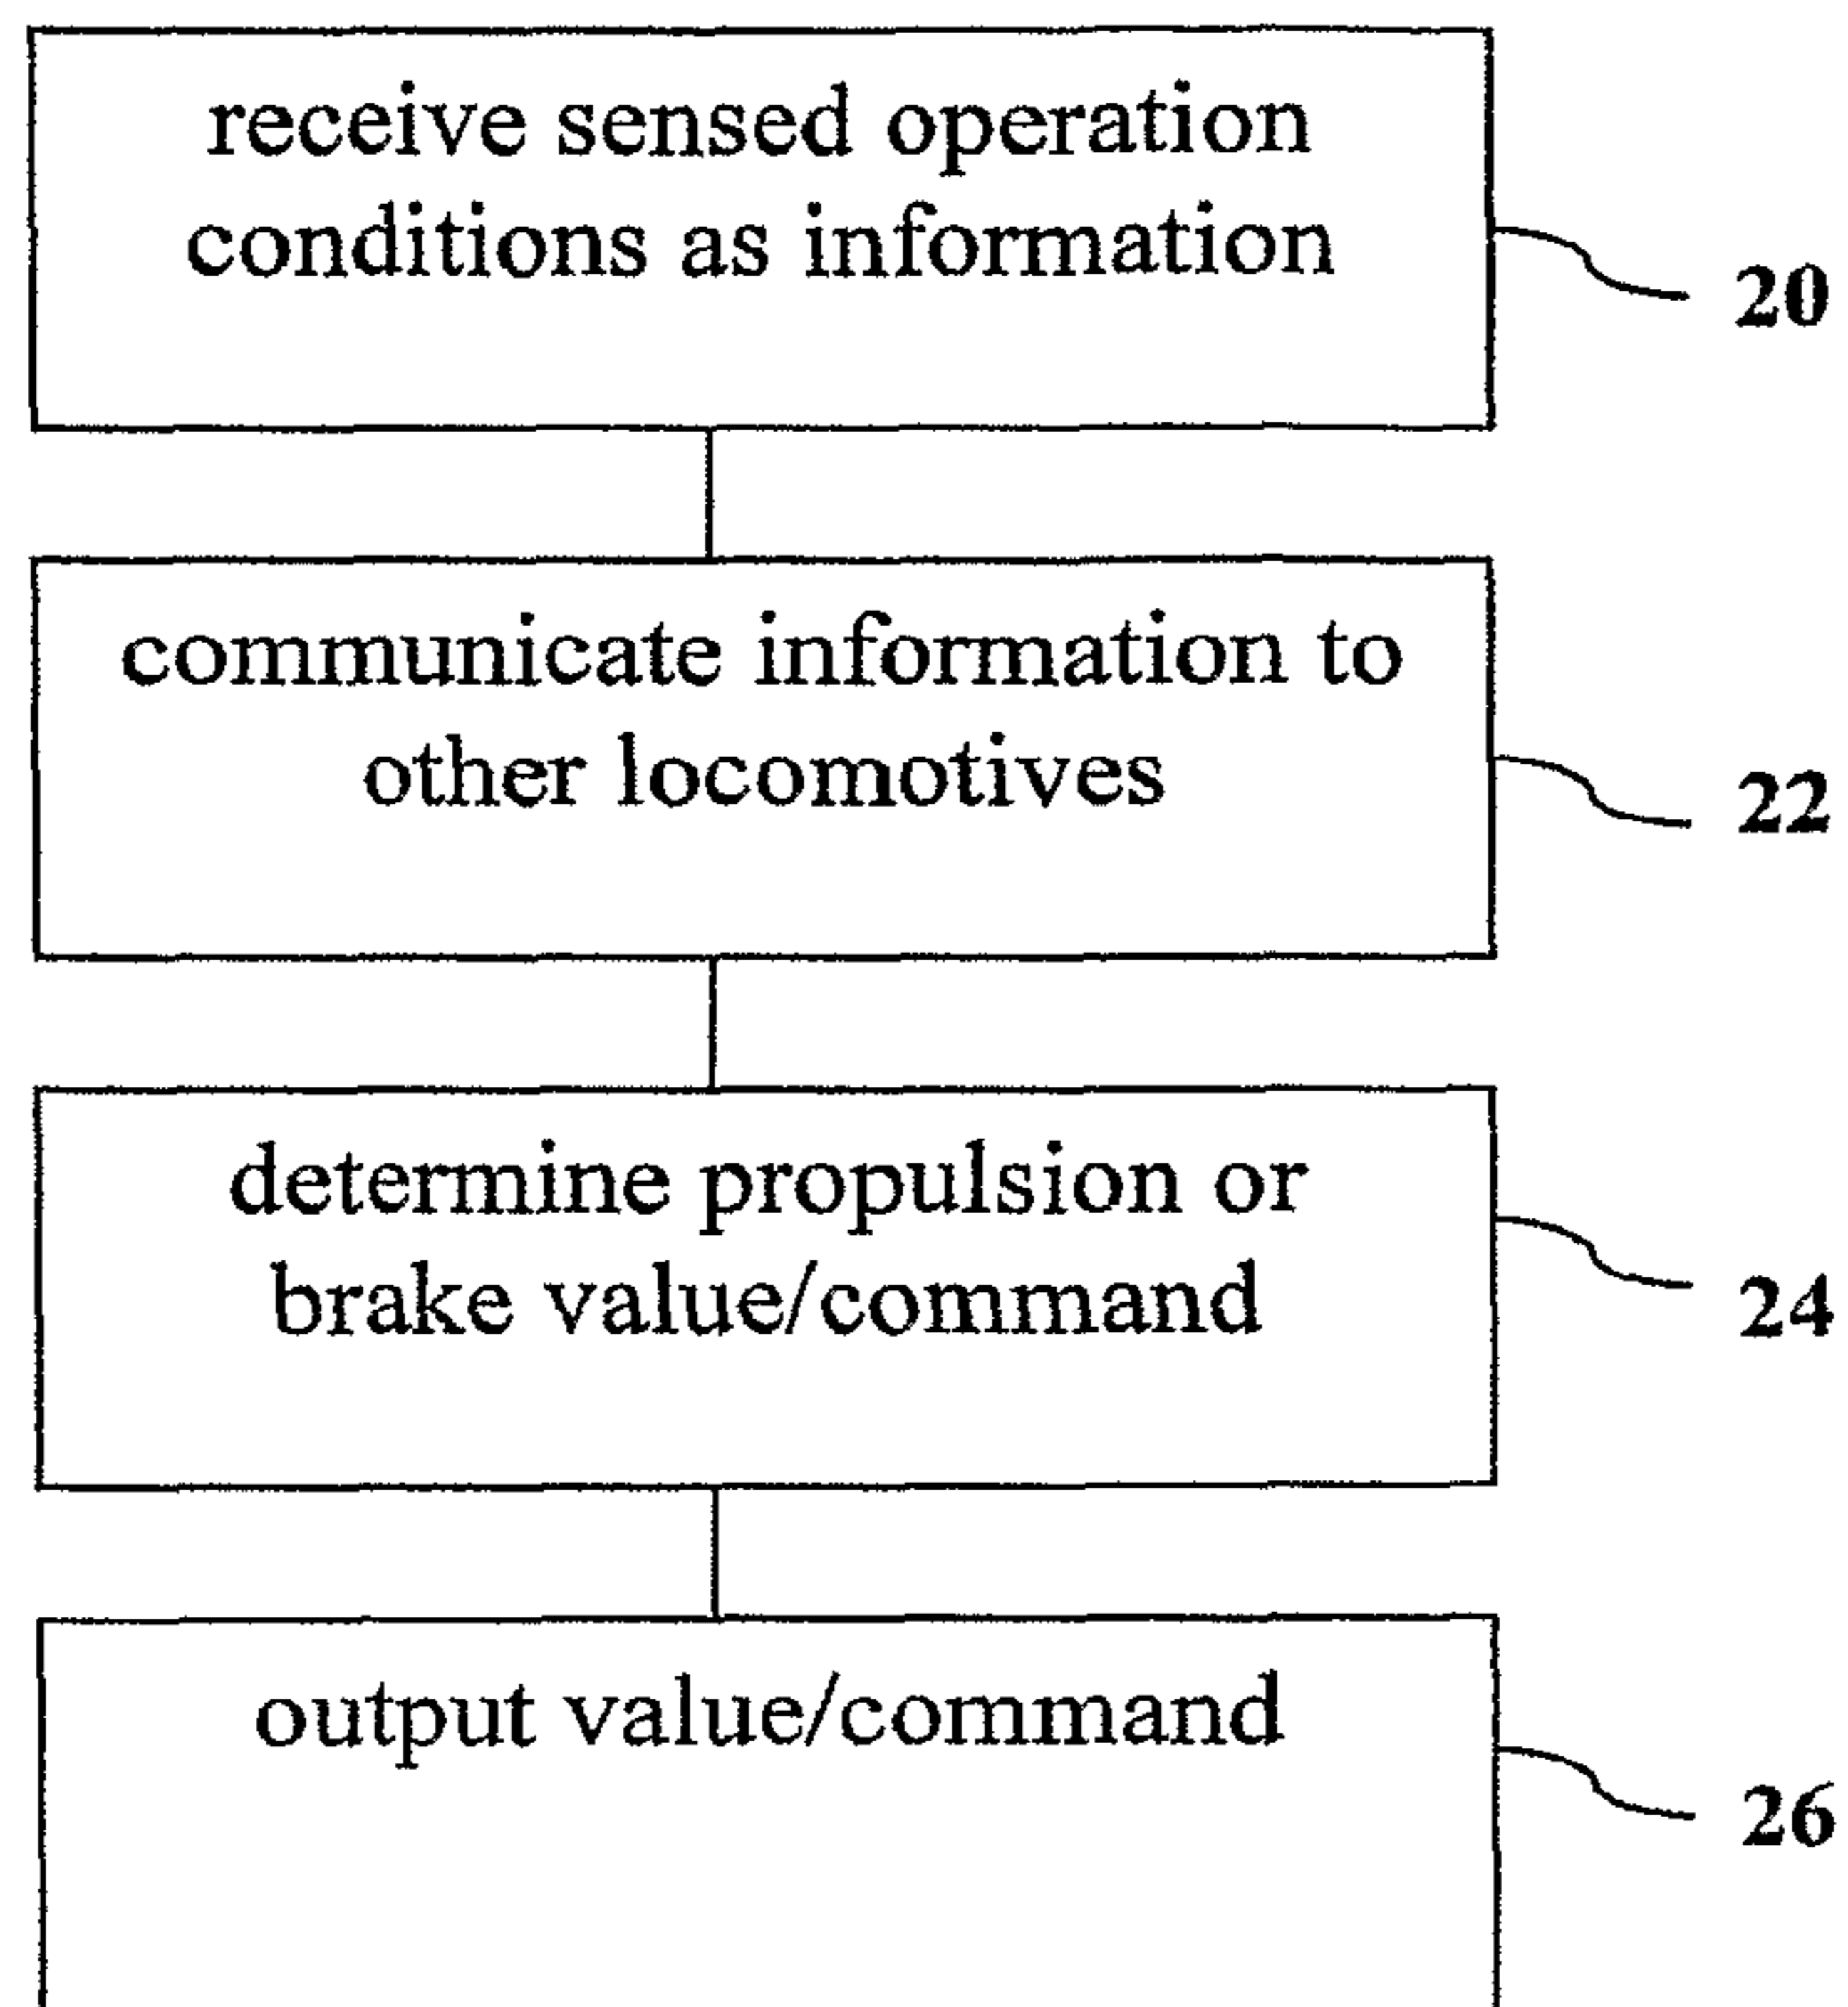 receive sensed operation
conditions as information
20
communicate information to
other locomotives
22
determine propulsion or
brake value/command
24
output value/command
26